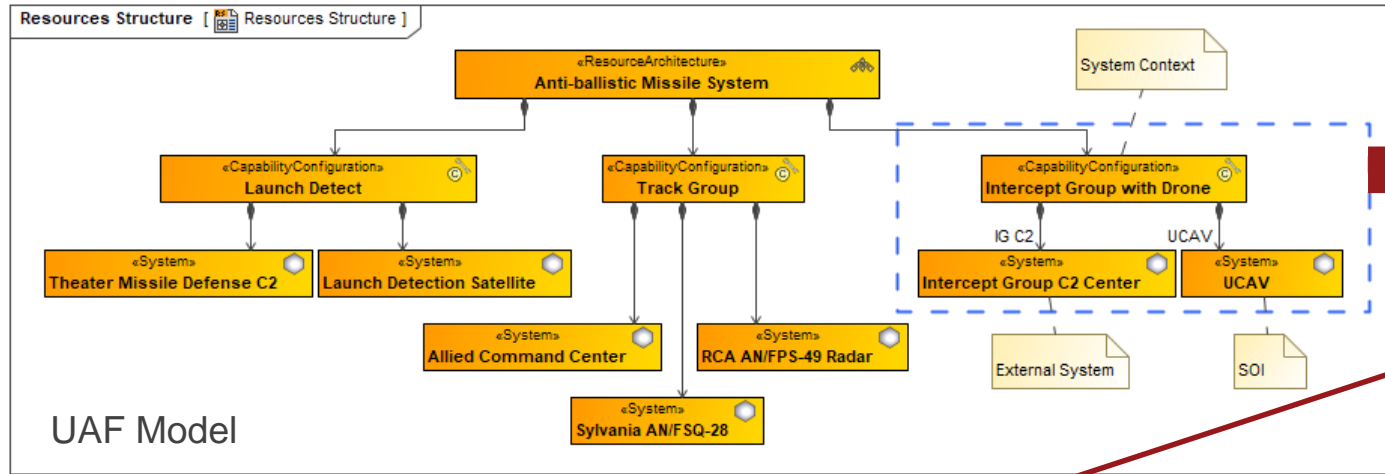 Resources Structure [ Resources Structure ]
«ResourceArchitecture»
Anti-ballistic Missile System
System Context
«CapabilityConfiguration»
Launch Detect
«CapabilityConfiguration»
Track Group
«CapabilityConfiguration»
Intercept Group with Drone
IG C2
UCAV
«System»
Theater Missile Defense C2
«System»
Launch Detection Satellite
«System»
Intercept Group C2 Center
«System»
UCAV
«System»
Allied Command Center
«System»
RCA AN/FPS-49 Radar
External System
SOI
«System»
Sylvania AN/FSQ-28
UAF Model